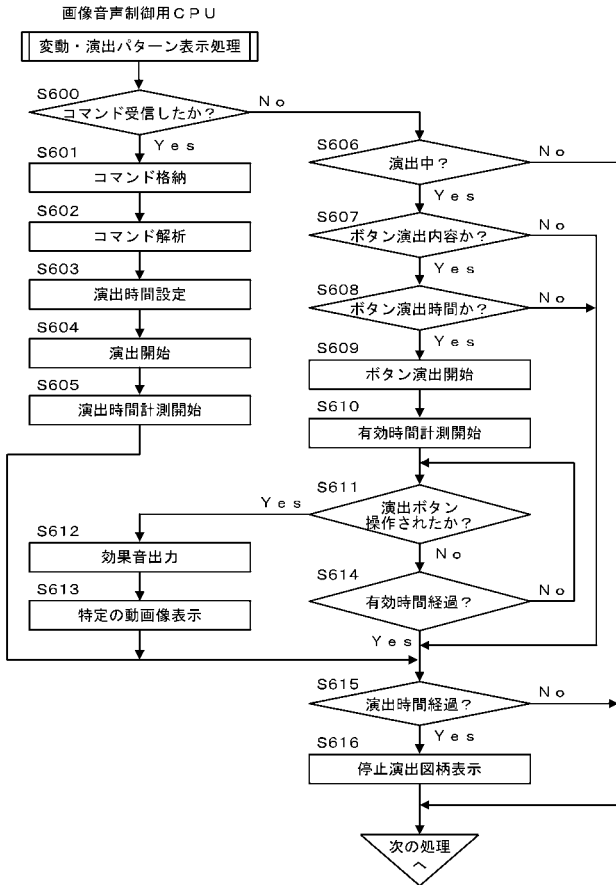 画像音声制御用ＣＰＵ
変動・演出パターン表示処理
S600
コマンド受信したか？
Ｎｏ
Ｙｅｓ
S601
コマンド格納
S602
コマンド解析
S603
演出時間設定
S604
演出開始
S605
演出時間計測開始
S606
演出中？
Ｎｏ
Ｙｅｓ
S607
ボタン演出内容か？
Ｎｏ
Ｙｅｓ
S608
ボタン演出時間か？
Ｎｏ
Ｙｅｓ
S609
ボタン演出開始
S610
有効時間計測開始
S611
演出ボタン
操作されたか？
Ｙｅｓ
Ｎｏ
S612
効果音出力
S613
特定の動画像表示
S614
有効時間経過？
Ｎｏ
Ｙｅｓ
S615
演出時間経過？
Ｎｏ
Ｙｅｓ
S616
停止演出図柄表示
次の処理
へ